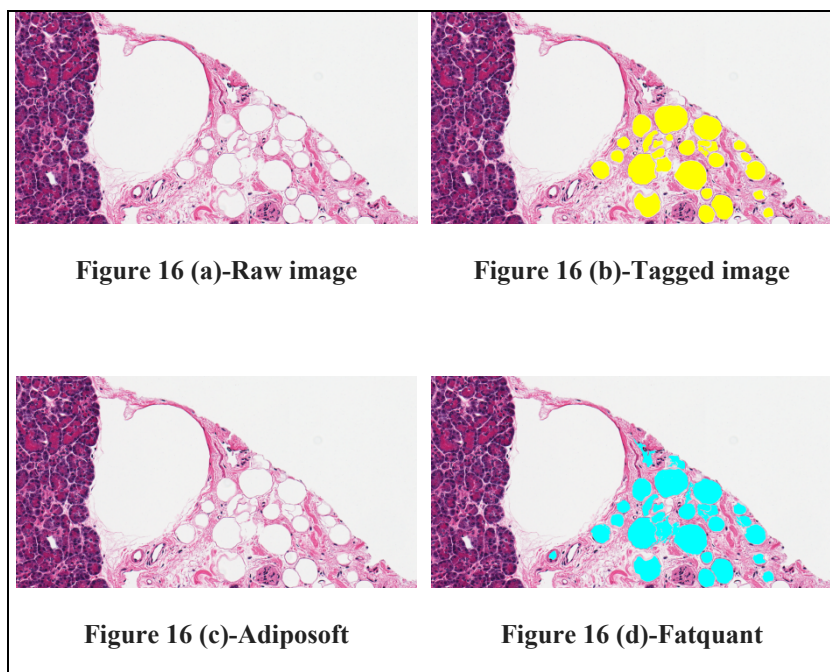 Figure 16 (a)-Raw image
Figure 16 (b)-Tagged image
Figure 16 (c)-Adiposoft
Figure 16 (d)-Fatquant